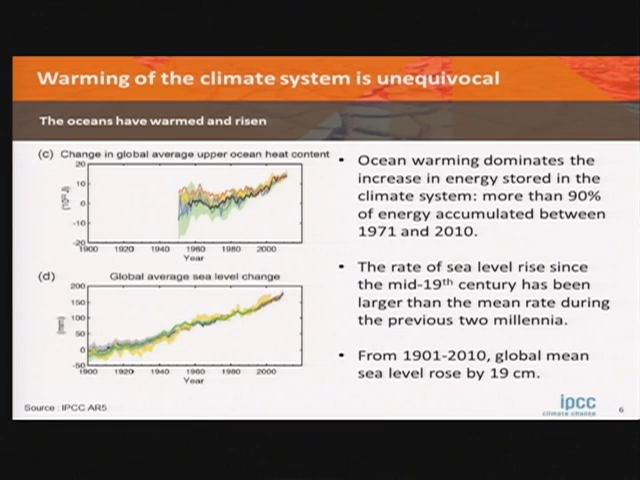 Warming of the climate system is unequivocal
The oceans have warmed and risen
(c) Change in global average upper ocean heat content
20
10
0
-10
-20
(10²² J)
1900 1920 1940 1960 1980 2000
Year
(d) Global average sea level change
200
150
100
50
0
-50
(mm)
1900 1920 1940 1960 1980 2000
Year
• Ocean warming dominates the
increase in energy stored in the
climate system: more than 90%
of energy accumulated between
1971 and 2010.
• The rate of sea level rise since
the mid-19th century has been
larger than the mean rate during
the previous two millennia.
• From 1901-2010, global mean
sea level rose by 19 cm.
Source : IPCC AR5
ipcc
climate change
6